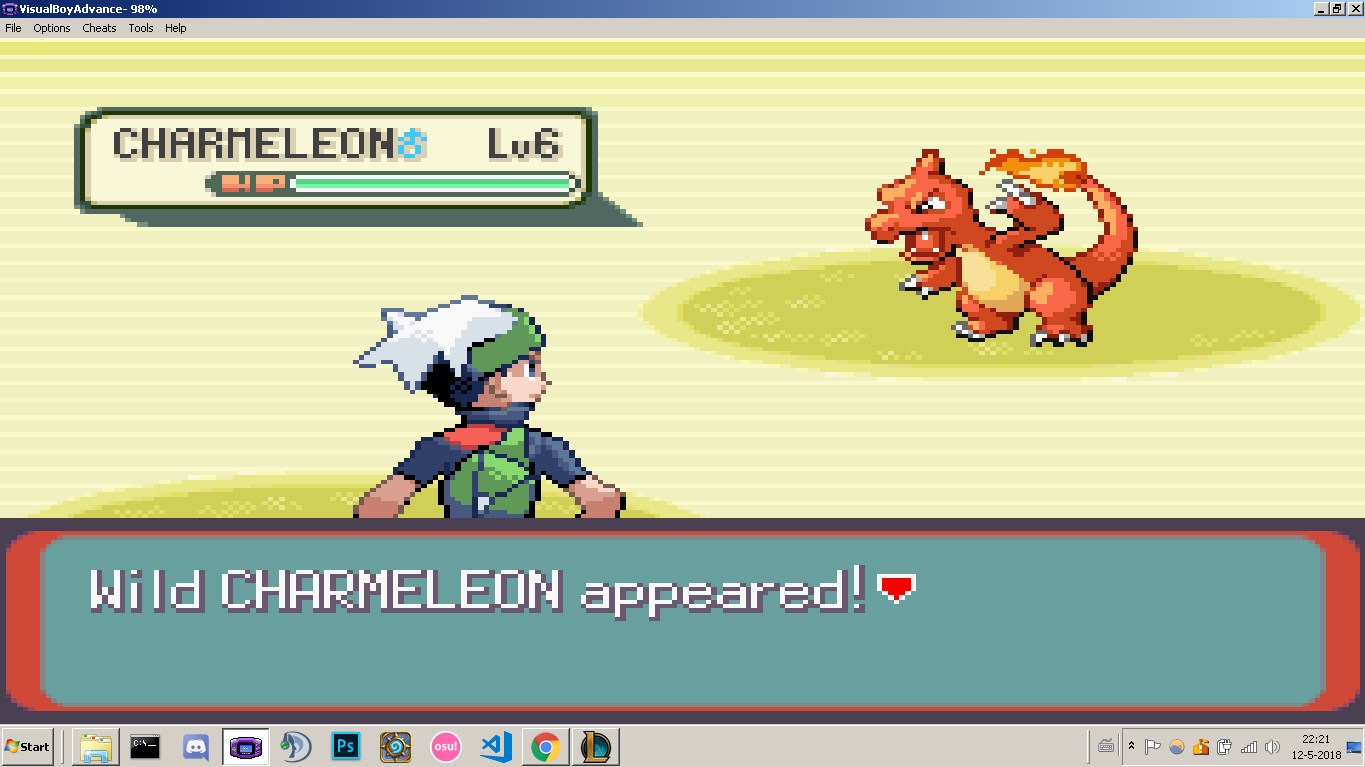 VisualBoyAdvance- 98%
File Options Cheats Tools Help
CHARMELEON♂ Lv6
HP
Wild CHARMELEON appeared!
Start
C:\_
Ps
osu!
22:21
12-5-2018